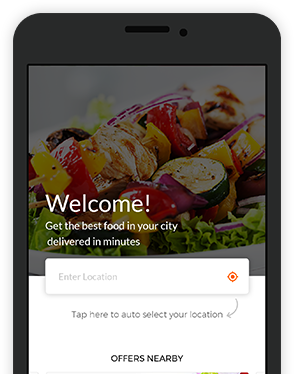 Welcome!
Get the best food in your city
delivered in minutes
Enter Location
Tap here to auto select your location
OFFERS NEARBY